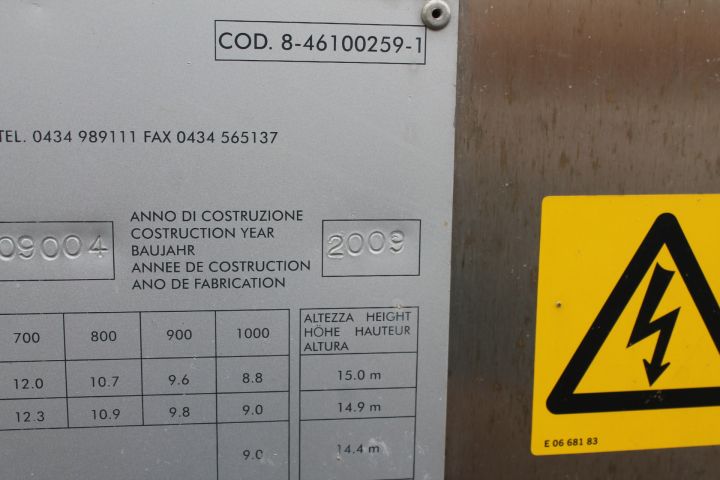 COD. 8-46100259-1
TEL. 0434 989111 FAX 0434 565137
09004
ANNO DI COSTRUZIONE
COSTRUCTION YEAR
BAUJAHR
ANNEE DE COSTRUCTION
ANO DE FABRICATION
2009
700 800 900 1000
ALTEZZA HEIGHT
HÖHE HAUTEUR
ALTURA
12.0 10.7 9.6 8.8 15.0 m
12.3 10.9 9.8 9.0 14.9 m
9.0 14.4 m
E 06 681 83